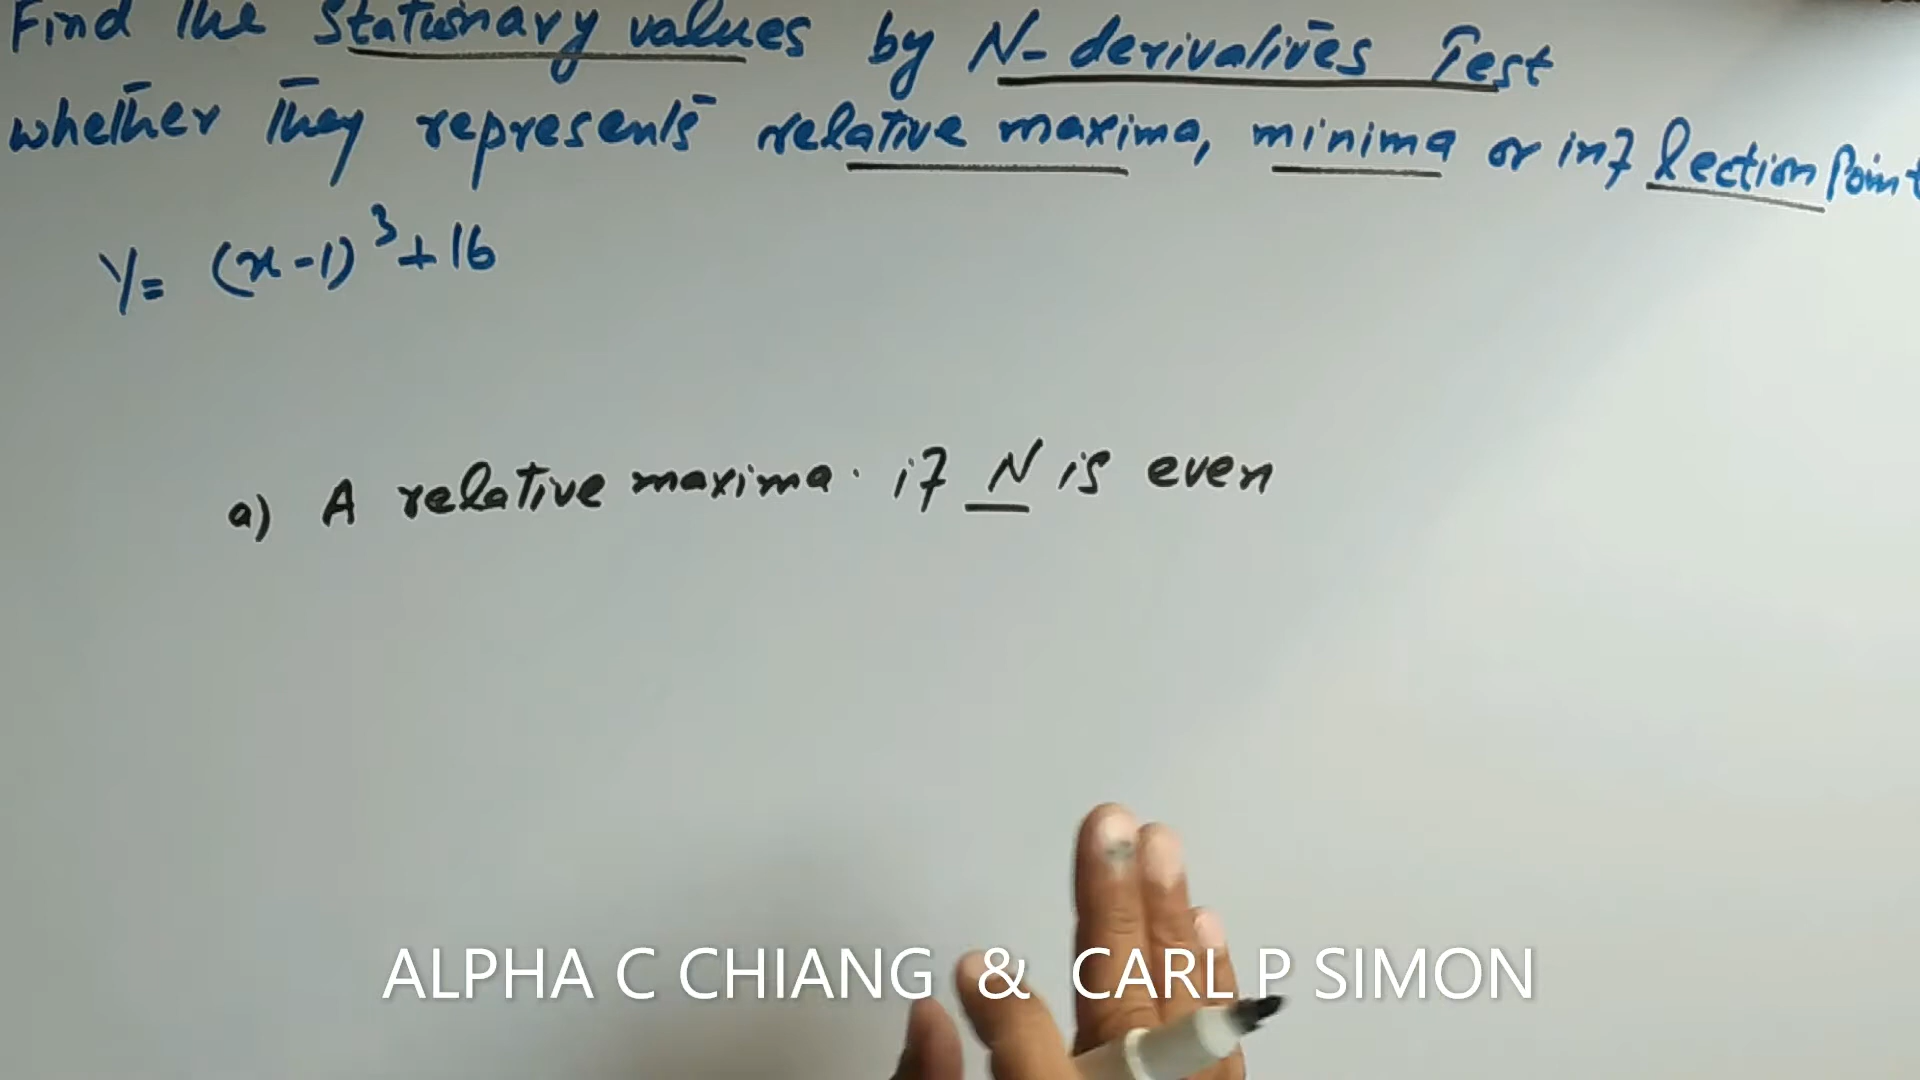 Find the Stationary values by N-derivatives Test
whether they represents relative maxima, minima or inflection Point
Y= (x-1)³+16
a) A relative maxima. if N is even
ALPHA C CHIANG & CARL P SIMON